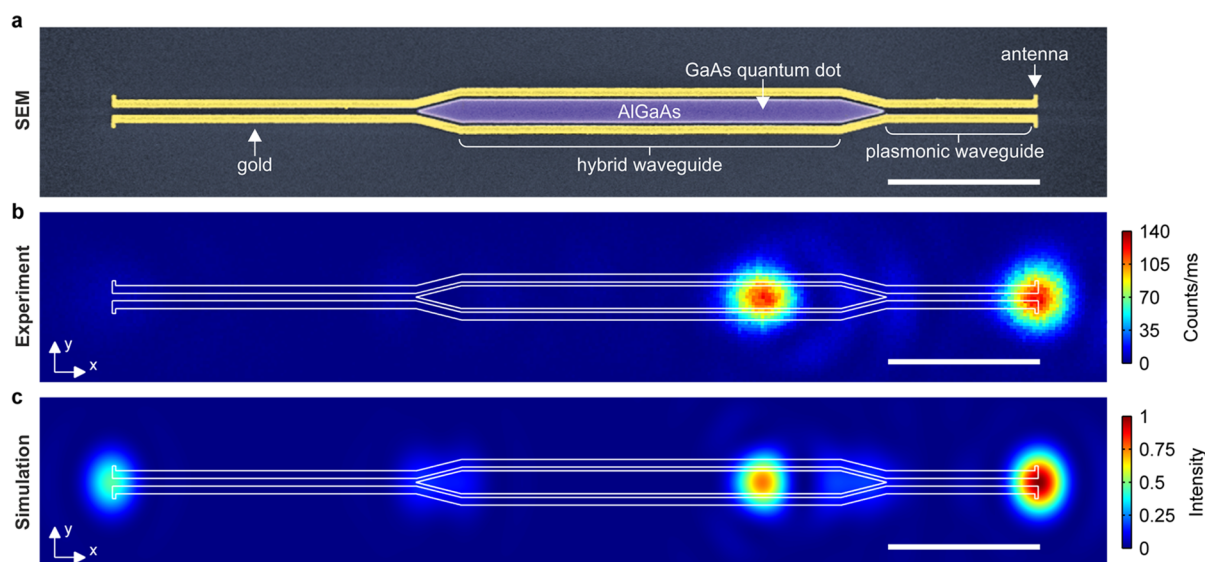 a
SEM
antenna
GaAs quantum dot
AlGaAs
gold
hybrid waveguide
plasmonic waveguide
b
Experiment
y
x
140
105
70
35
0
Counts/ms
c
Simulation
y
x
1
0.75
0.5
0.25
0
Intensity